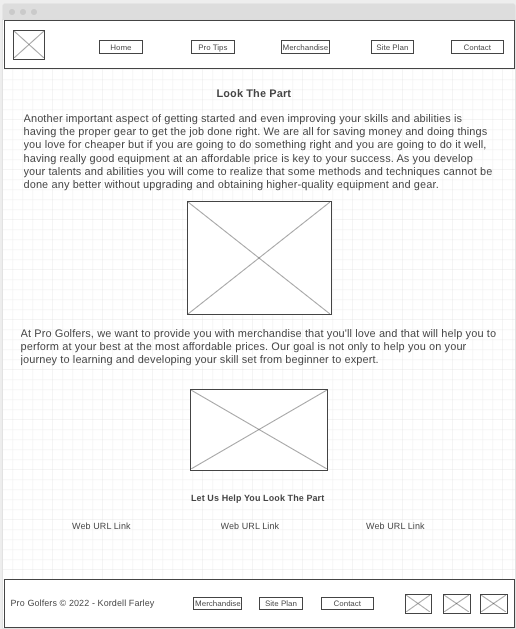 Home Pro Tips Merchandise Site Plan Contact
Look The Part
Another important aspect of getting started and even improving your skills and abilities is
having the proper gear to get the job done right. We are all for saving money and doing things
you love for cheaper but if you are going to do something right and you are going to do it well,
having really good equipment at an affordable price is key to your success. As you develop
your talents and abilities you will come to realize that some methods and techniques cannot be
done any better without upgrading and obtaining higher-quality equipment and gear.
At Pro Golfers, we want to provide you with merchandise that you'll love and that will help you to
perform at your best at the most affordable prices. Our goal is not only to help you on your
journey to learning and developing your skill set from beginner to expert.
Let Us Help You Look The Part
Web URL Link Web URL Link Web URL Link
Pro Golfers © 2022 - Kordell Farley Merchandise Site Plan Contact